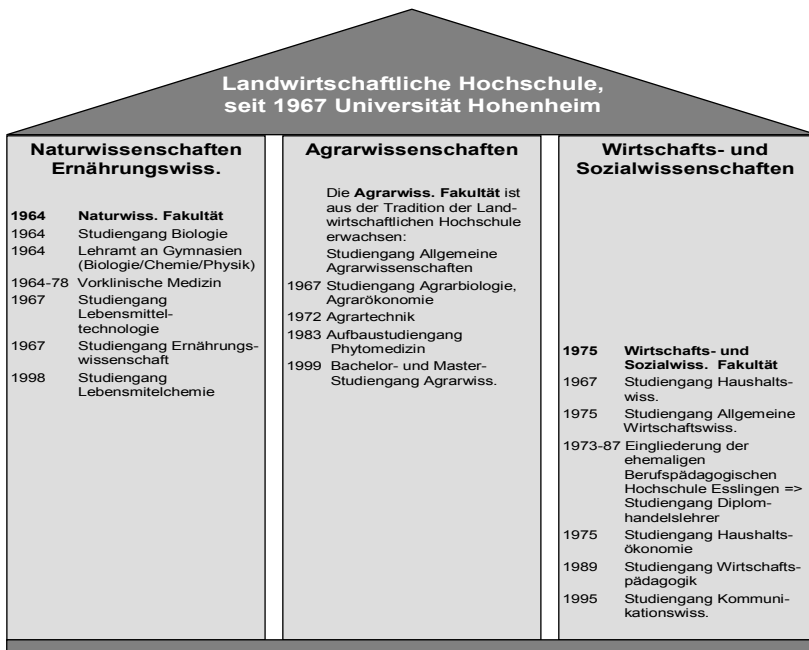 Landwirtschaftliche Hochschule,
seit 1967 Universität Hohenheim
Naturwissenschaften
Ernährungswiss.
1964 Naturwiss. Fakultät
1964 Studiengang Biologie
1964 Lehramt an Gymnasien
(Biologie/Chemie/Physik)
1964-78 Vorklinische Medizin
1967 Studiengang
Lebensmittel-
technologie
1967 Studiengang Ernährungs-
wissenschaft
1998 Studiengang
Lebensmitelchemie
Agrarwissenschaften
Die Agrarwiss. Fakultät ist
aus der Tradition der Land-
wirtschaftlichen Hochschule
erwachsen:
Studiengang Allgemeine
Agrarwissenschaften
1967 Studiengang Agrarbiologie,
Agrarökonomie
1972 Agrartechnik
1983 Aufbaustudiengang
Phytomedizin
1999 Bachelor- und Master-
Studiengang Agrarwiss.
Wirtschafts- und
Sozialwissenschaften
1975 Wirtschafts- und
Sozialwiss. Fakultät
1967 Studiengang Haushalts-
wiss.
1975 Studiengang Allgemeine
Wirtschaftswiss.
1973-87 Eingliederung der
ehemaligen
Berufspädagogischen
Hochschule Esslingen =>
Studiengang Diplom-
handelslehrer
1975 Studiengang Haushalts-
ökonomie
1989 Studiengang Wirtschafts-
pädagogik
1995 Studiengang Kommuni-
kationswiss.